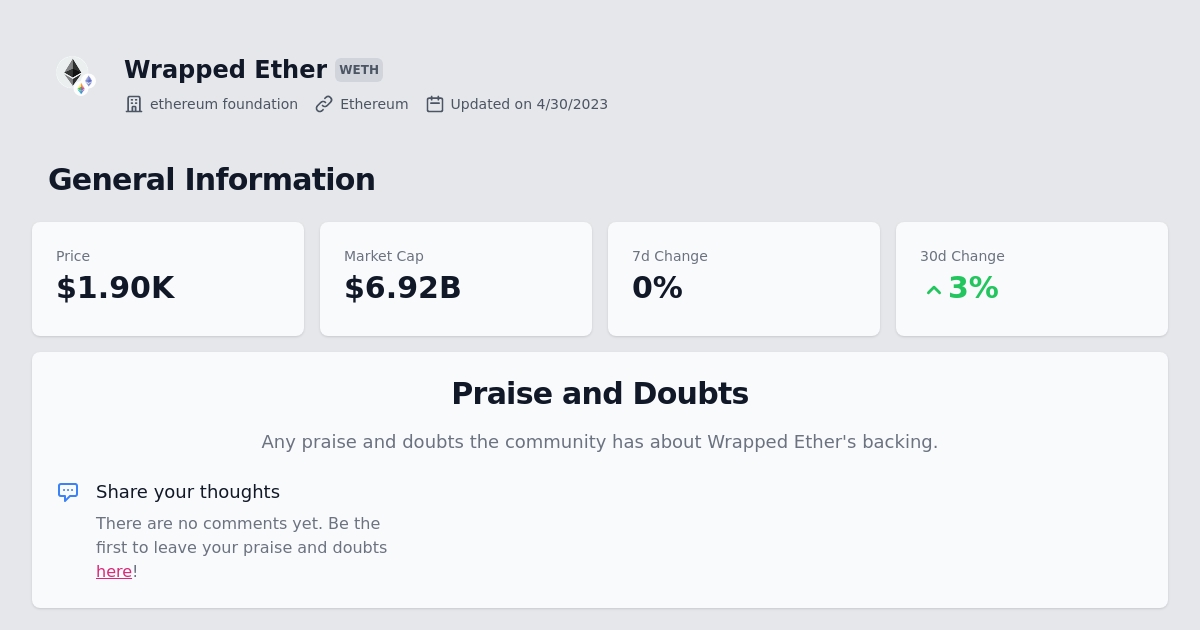 Wrapped Ether WETH
ethereum foundation Ethereum Updated on 4/30/2023
General Information
Price
$1.90K
Market Cap
$6.92B
7d Change
0%
30d Change
3%
Praise and Doubts
Any praise and doubts the community has about Wrapped Ether's backing.
Share your thoughts
There are no comments yet. Be the
first to leave your praise and doubts
here!